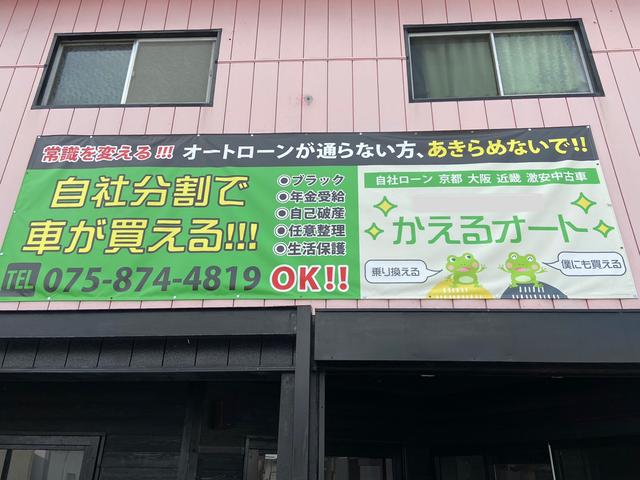 常識を変える!!! オートローンが通らない方、あきらめないで!!
自社分割で
車が買える!!!
●ブラック
●年金受給
●自己破産
●任意整理
●生活保護
TEL 075-874-4819 OK!!
自社ローン 京都 大阪 近畿 激安中古車
かえるオート
乗り換える
僕にも買える